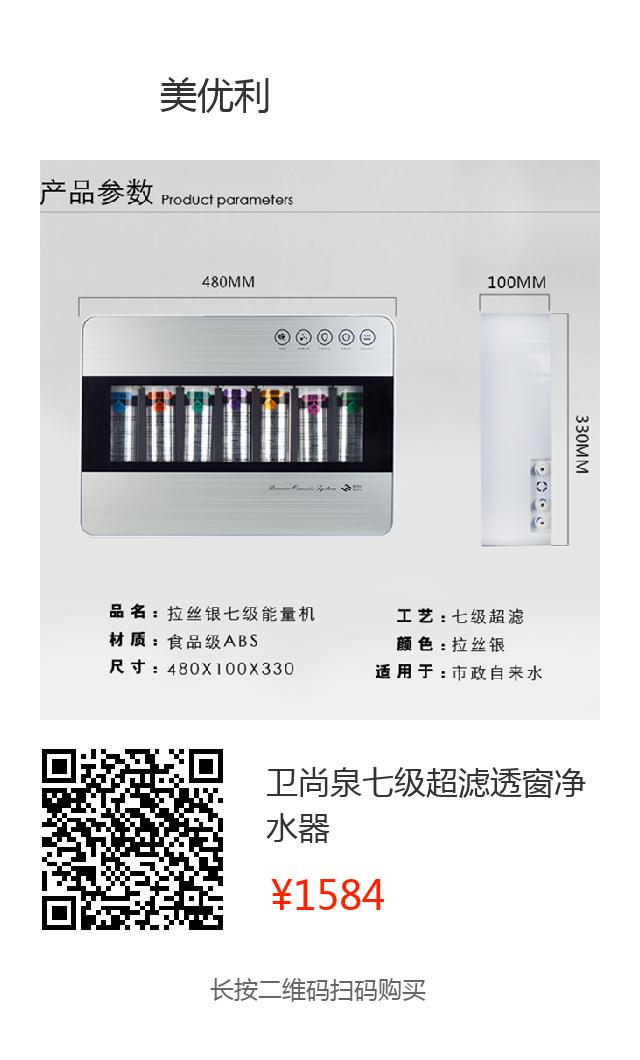 美优利
产品参数 Product parameters
480MM
100MM
330MM
Reverse Osmosis System
品名：拉丝银七级能量机
材质：食品级ABS
尺寸：480X100X330
工艺：七级超滤
颜色：拉丝银
适用于：市政自来水
卫尚泉七级超滤透窗净
水器
¥1584
长按二维码扫码购买